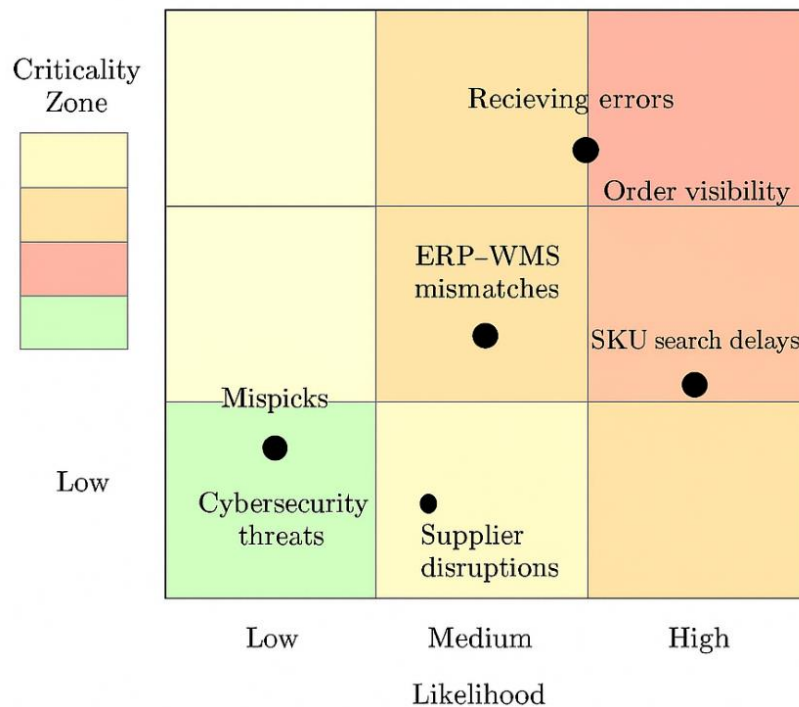 Criticality
Zone
Recieving errors
Order visibility
ERP–WMS
mismatches
SKU search delays
Mispicks
Low
Cybersecurity
threats
Supplier
disruptions
Low
Medium
High
Likelihood